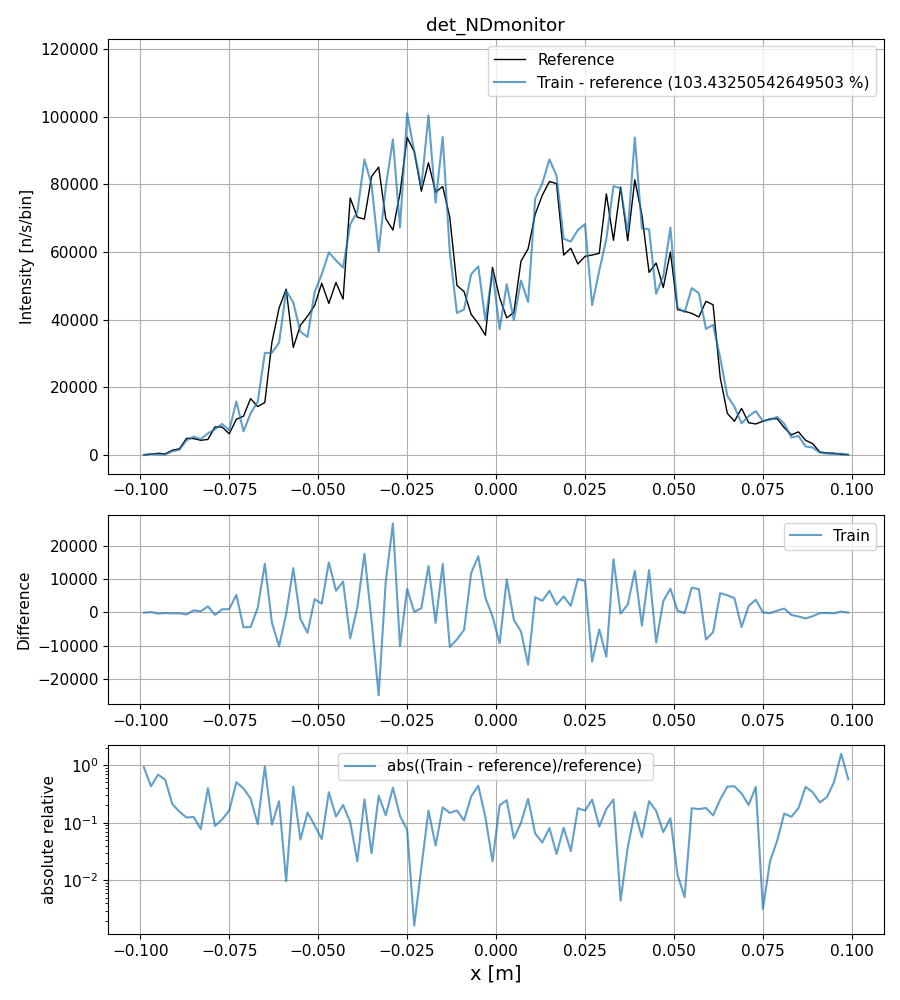 det_NDmonitor
120000
100000
80000
60000
40000
20000
0
Intensity [n/s/bin]
Reference
Train - reference (103.43250542649503 %)
−0.100 −0.075 −0.050 −0.025 0.000 0.025 0.050 0.075 0.100
20000
10000
0
−10000
−20000
Difference
Train
−0.100 −0.075 −0.050 −0.025 0.000 0.025 0.050 0.075 0.100
10⁰
10⁻¹
10⁻²
absolute relative
abs((Train - reference)/reference)
−0.100 −0.075 −0.050 −0.025 0.000 0.025 0.050 0.075 0.100
x [m]